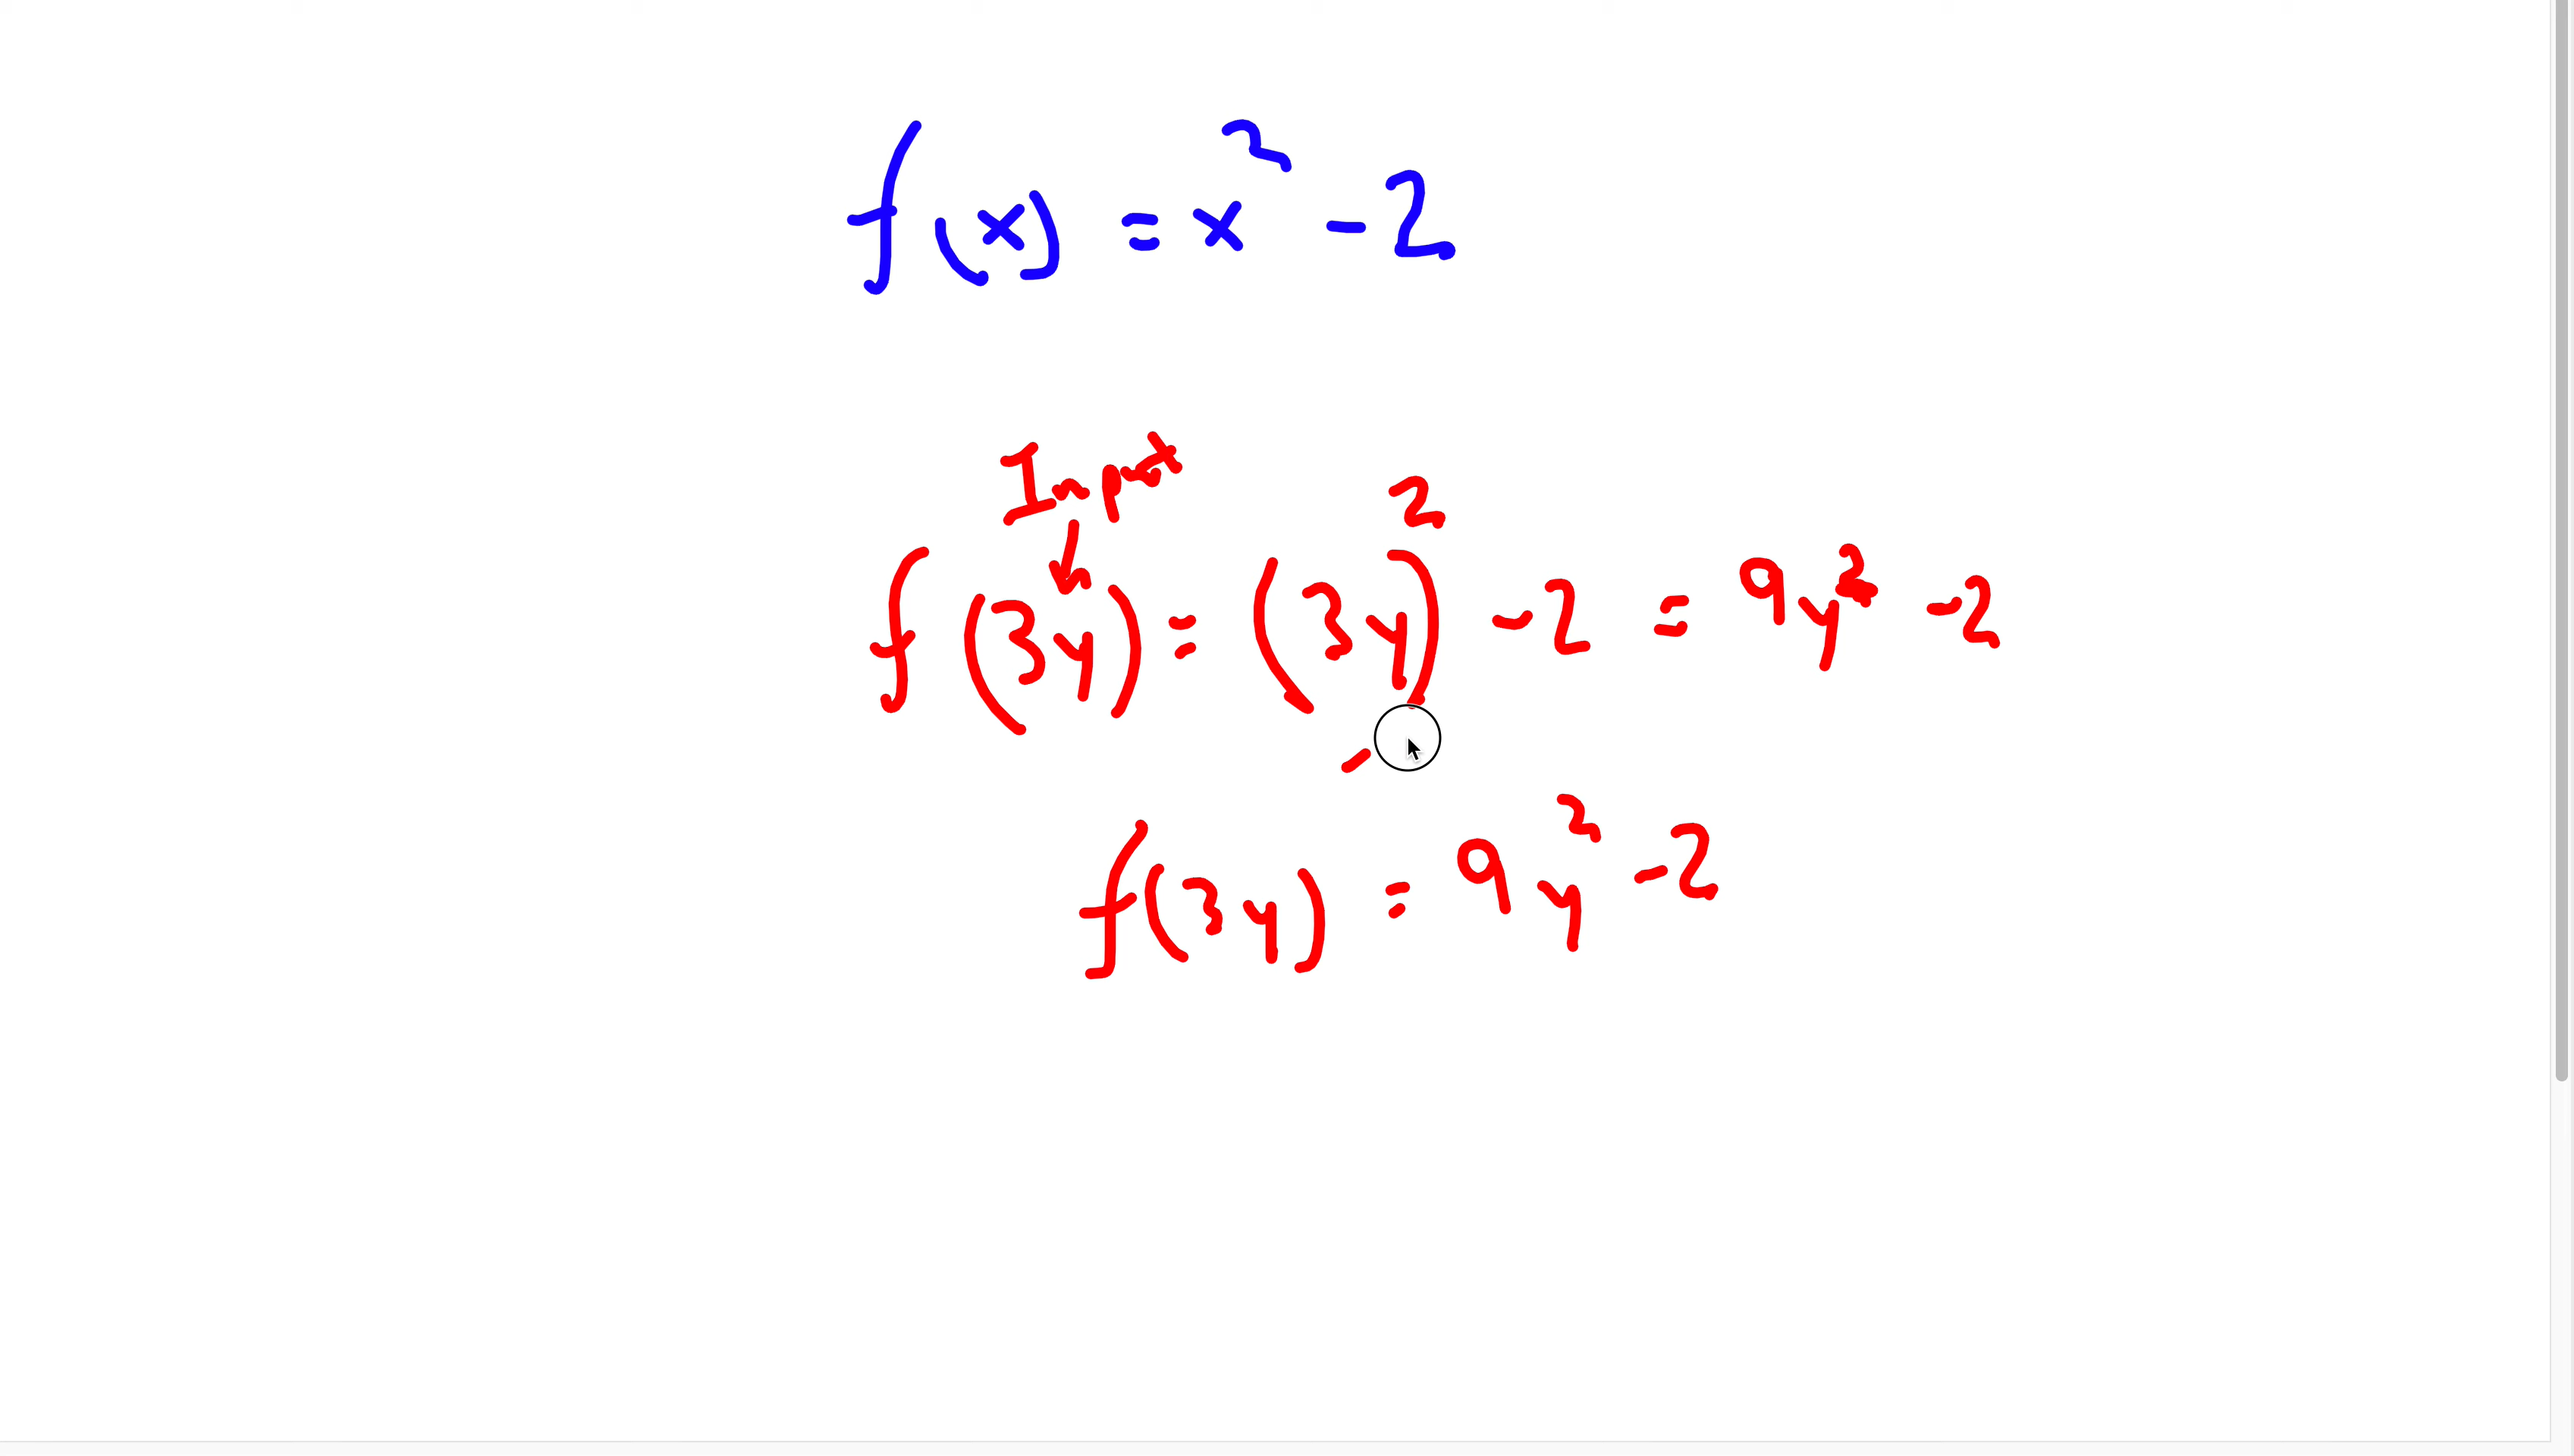 f(x) = x² - 2
Input
f(3y) = (3y)² - 2 = 9y² - 2
f(3y) = 9y² - 2